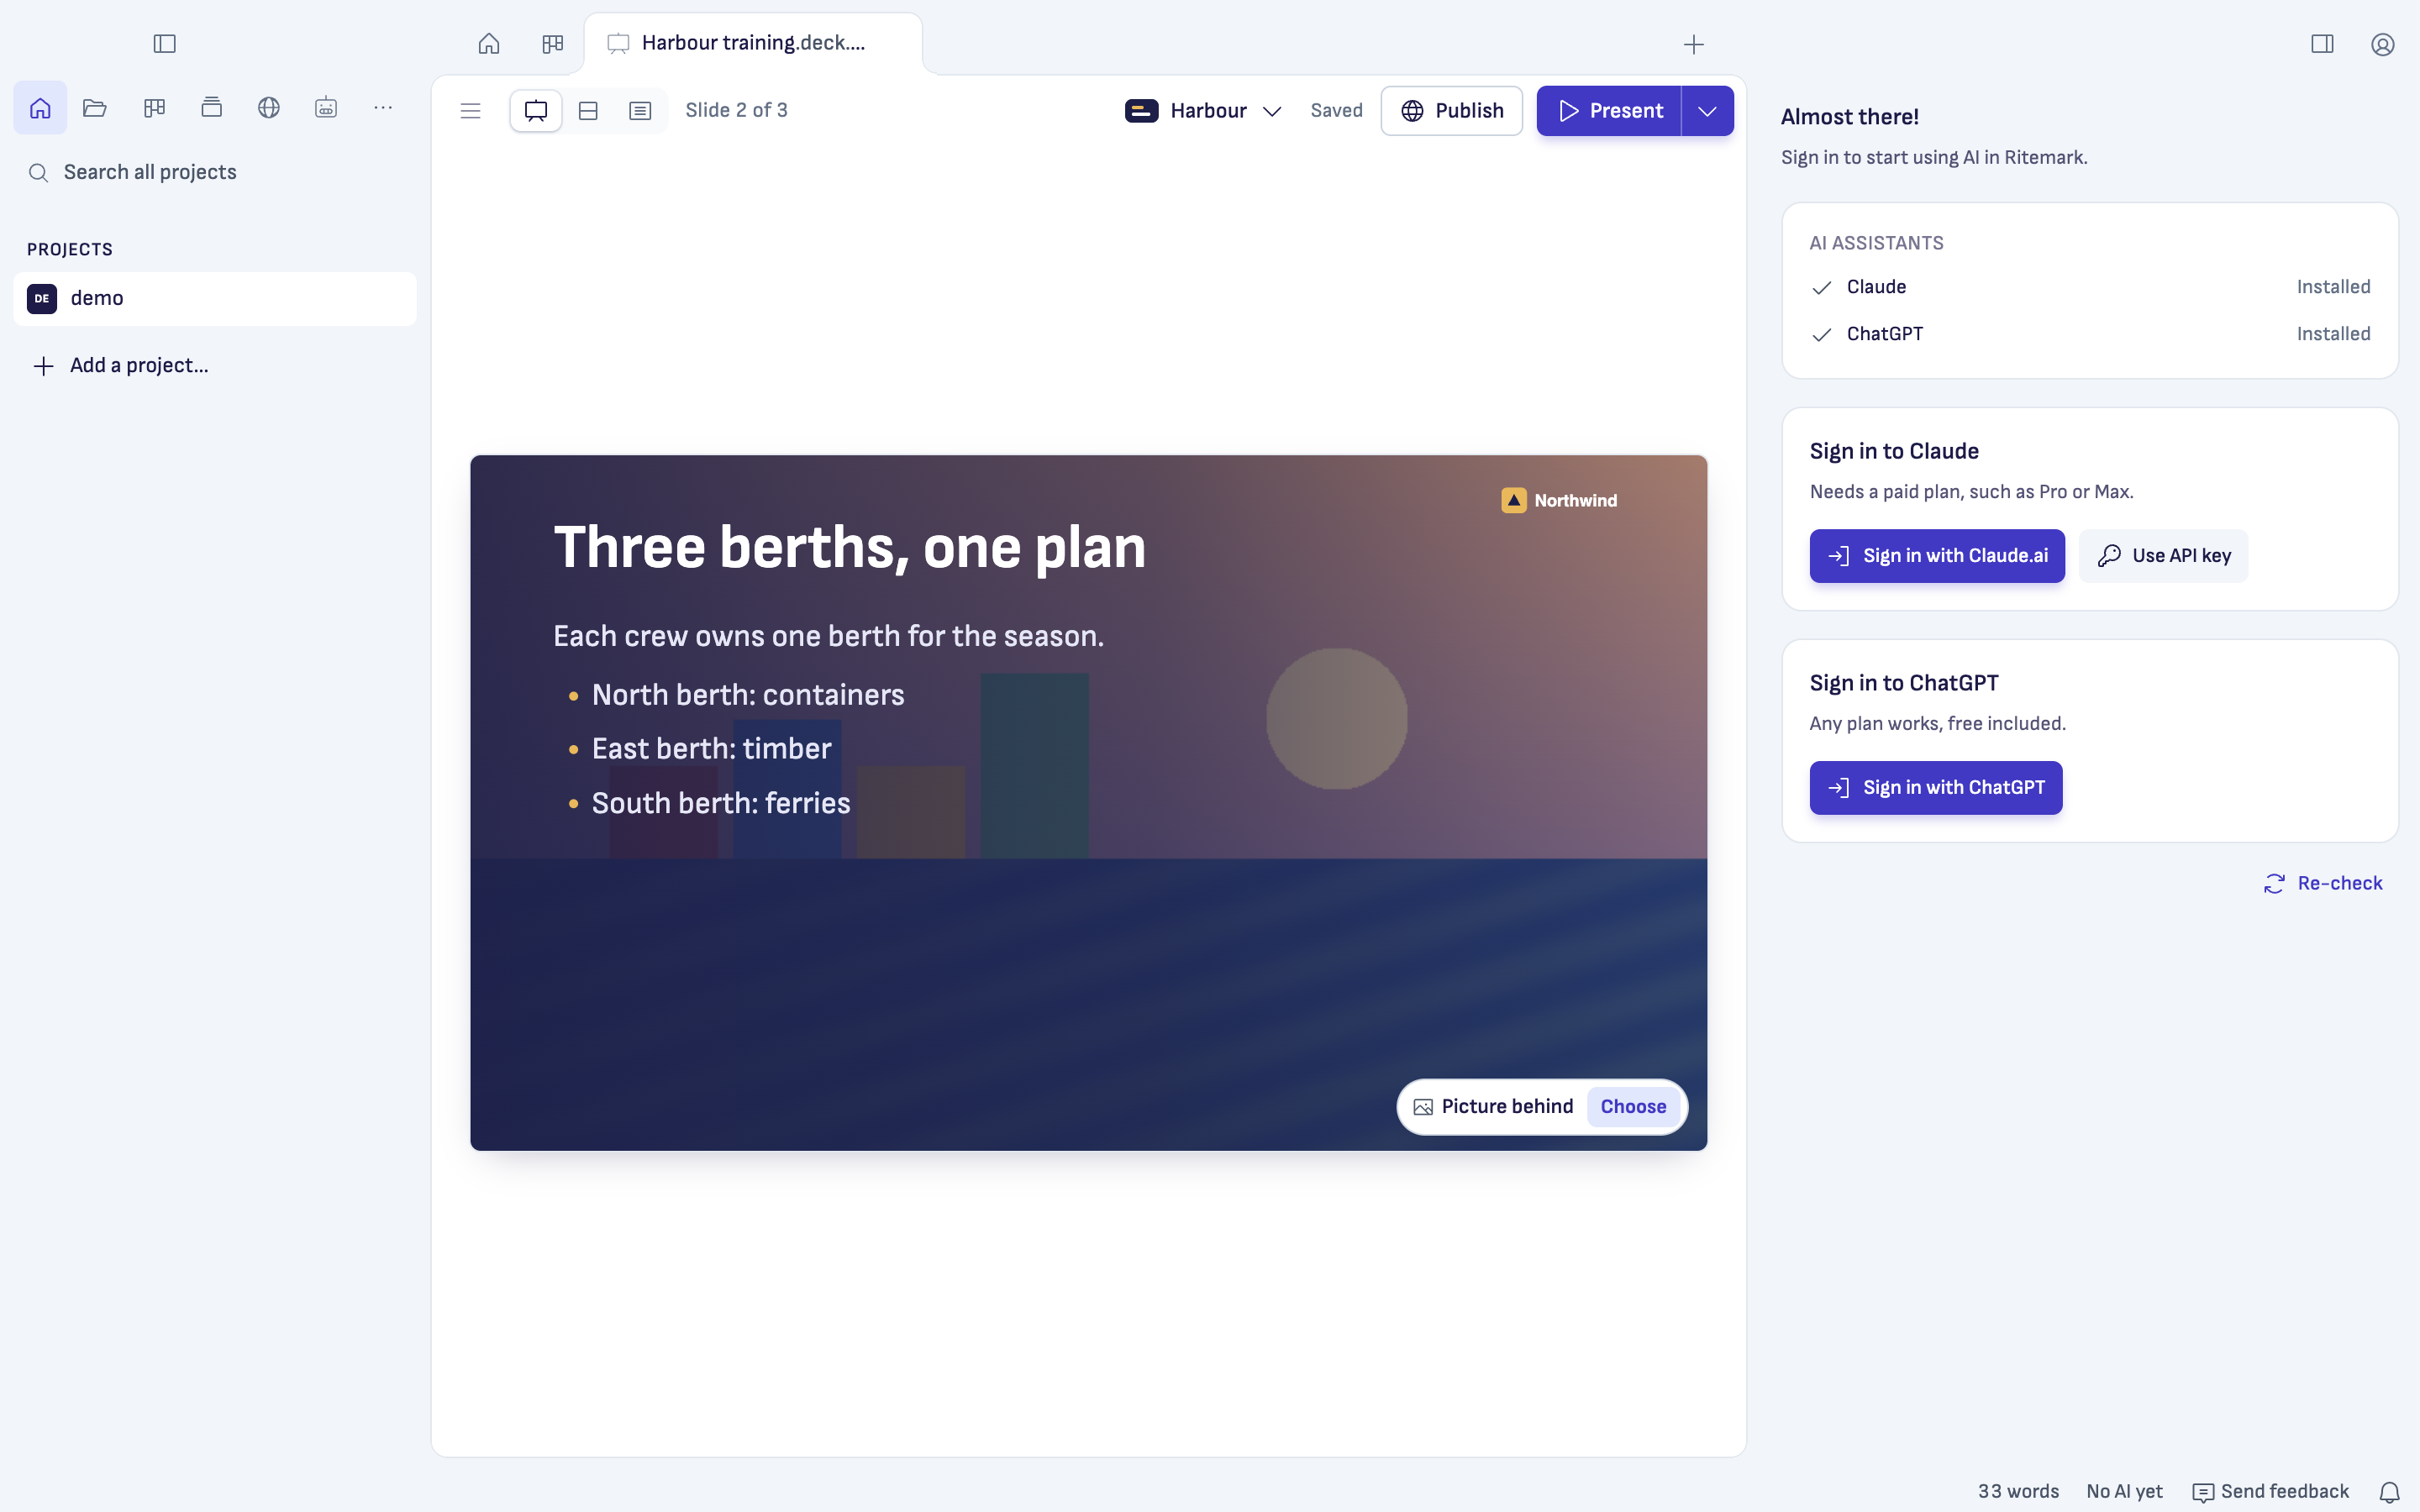 Harbour training.deck....
Slide 2 of 3
Harbour
Saved
Publish
Present
Search all projects
PROJECTS
DE
demo
Add a project...
Three berths, one plan
Northwind
Each crew owns one berth for the season.
North berth: containers
East berth: timber
South berth: ferries
Picture behind
Choose
Almost there!
Sign in to start using AI in Ritemark.
AI ASSISTANTS
Claude
Installed
ChatGPT
Installed
Sign in to Claude
Needs a paid plan, such as Pro or Max.
Sign in with Claude.ai
Use API key
Sign in to ChatGPT
Any plan works, free included.
Sign in with ChatGPT
Re-check
33 words
No AI yet
Send feedback